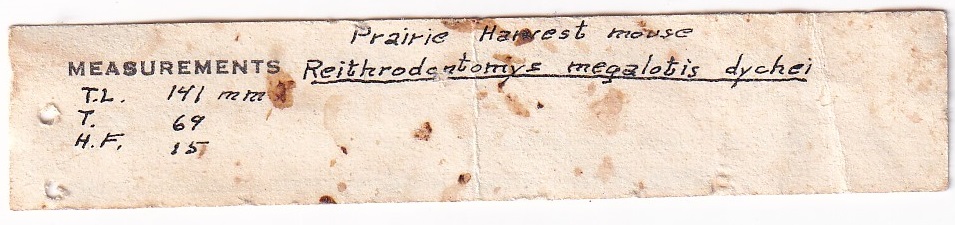 Prairie Harvest mouse
MEASUREMENTS Reithrodontomys megalotis dychei
T.L. 141 mm
T. 69
H.F. 15